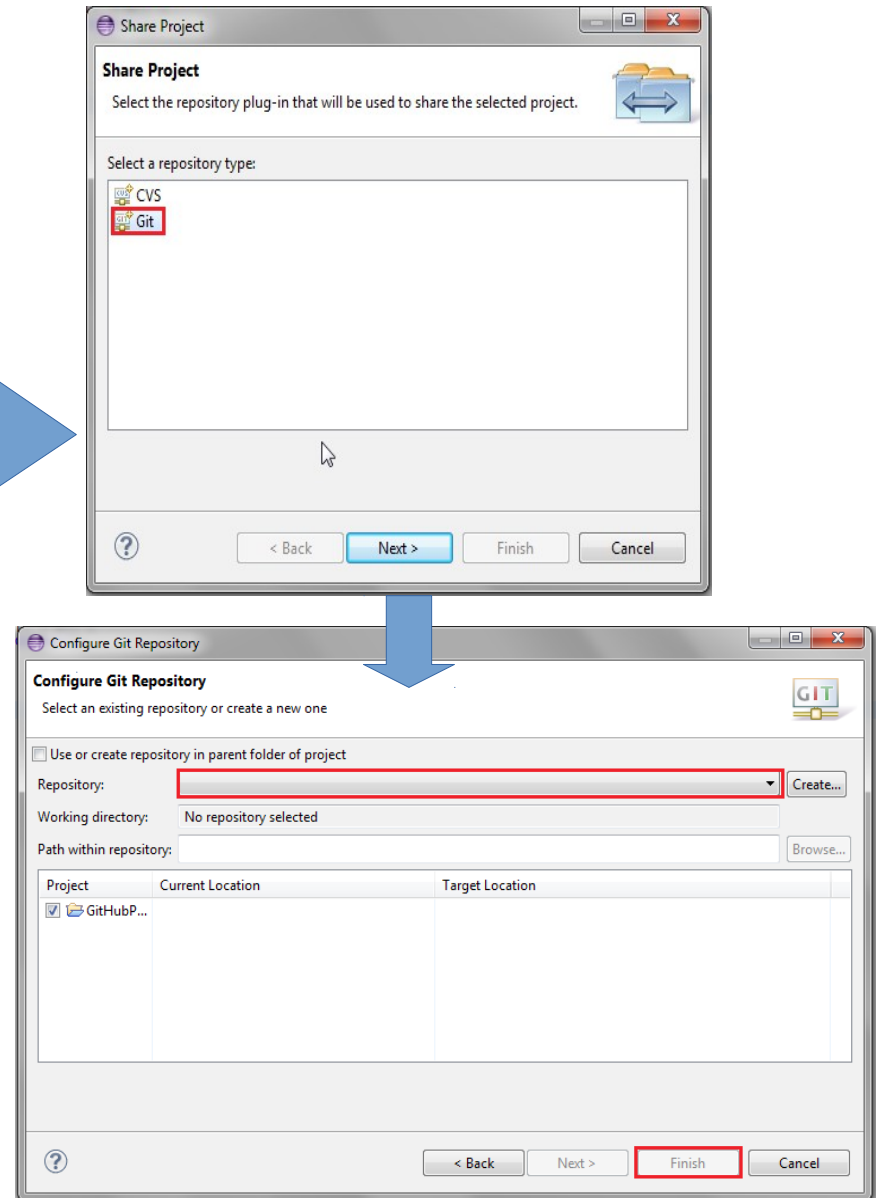 Share Project
Share Project
Select the repository plug-in that will be used to share the selected project.
Select a repository type:
CVS
Git
? < Back Next > Finish Cancel
Configure Git Repository
Configure Git Repository
Select an existing repository or create a new one
GIT
Use or create repository in parent folder of project
Repository: Create...
Working directory: No repository selected
Path within repository: Browse...
Project Current Location Target Location
GitHubP...
? < Back Next > Finish Cancel